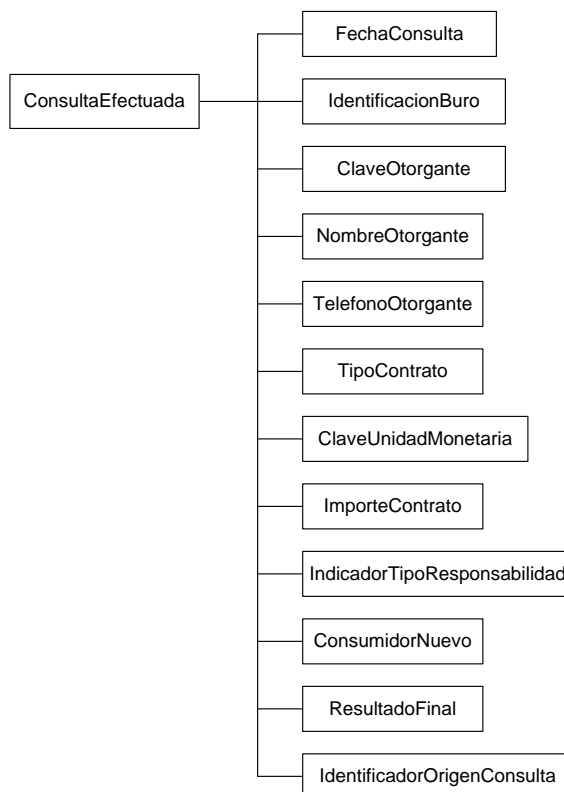 FechaConsulta
ConsultaEfectuada
IdentificacionBuro
ClaveOtorgante
NombreOtorgante
TelefonoOtorgante
TipoContrato
ClaveUnidadMonetaria
ImporteContrato
IndicadorTipoResponsabilidad
ConsumidorNuevo
ResultadoFinal
IdentificadorOrigenConsulta